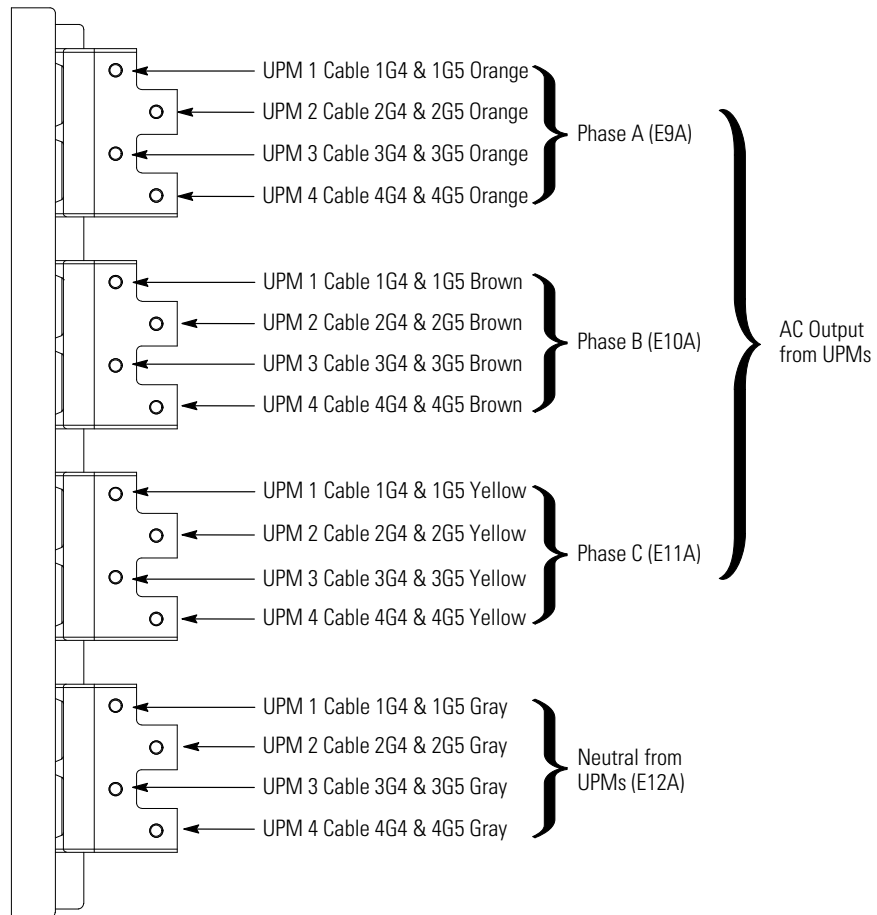 UPM 1 Cable 1G4 & 1G5 Orange
UPM 2 Cable 2G4 & 2G5 Orange
UPM 3 Cable 3G4 & 3G5 Orange
UPM 4 Cable 4G4 & 4G5 Orange
Phase A (E9A)
UPM 1 Cable 1G4 & 1G5 Brown
UPM 2 Cable 2G4 & 2G5 Brown
UPM 3 Cable 3G4 & 3G5 Brown
UPM 4 Cable 4G4 & 4G5 Brown
Phase B (E10A)
UPM 1 Cable 1G4 & 1G5 Yellow
UPM 2 Cable 2G4 & 2G5 Yellow
UPM 3 Cable 3G4 & 3G5 Yellow
UPM 4 Cable 4G4 & 4G5 Yellow
Phase C (E11A)
AC Output
from UPMs
UPM 1 Cable 1G4 & 1G5 Gray
UPM 2 Cable 2G4 & 2G5 Gray
UPM 3 Cable 3G4 & 3G5 Gray
UPM 4 Cable 4G4 & 4G5 Gray
Neutral from
UPMs (E12A)